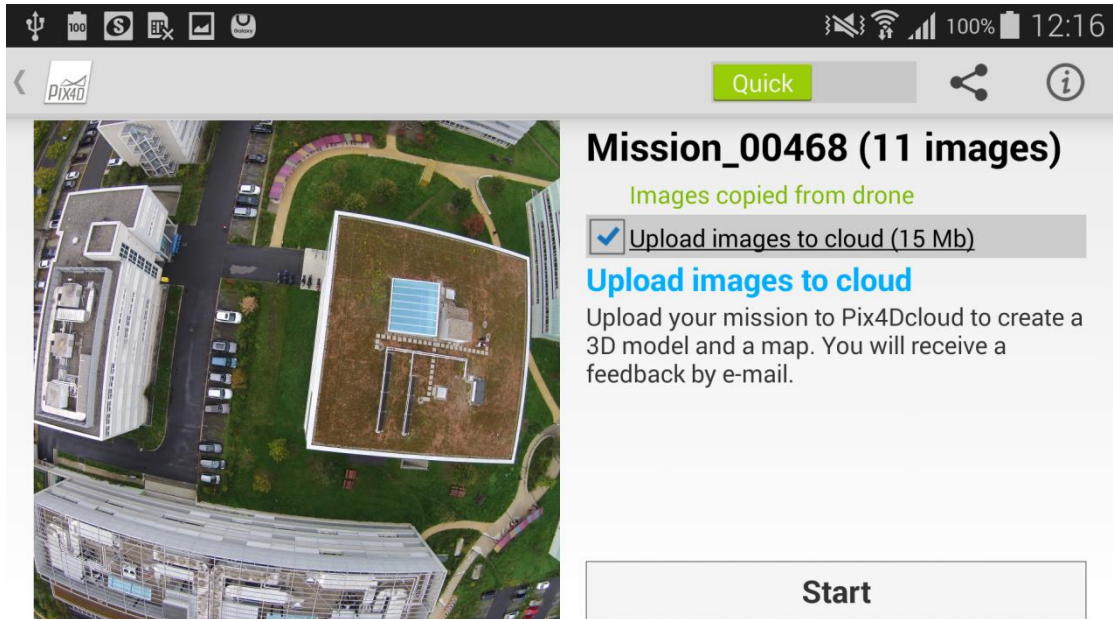 100
S
Galaxy
100%
12:16
PIX4D
Quick
Mission_00468 (11 images)
Images copied from drone
Upload images to cloud (15 Mb)
Upload images to cloud
Upload your mission to Pix4Dcloud to create a
3D model and a map. You will receive a
feedback by e-mail.
Start